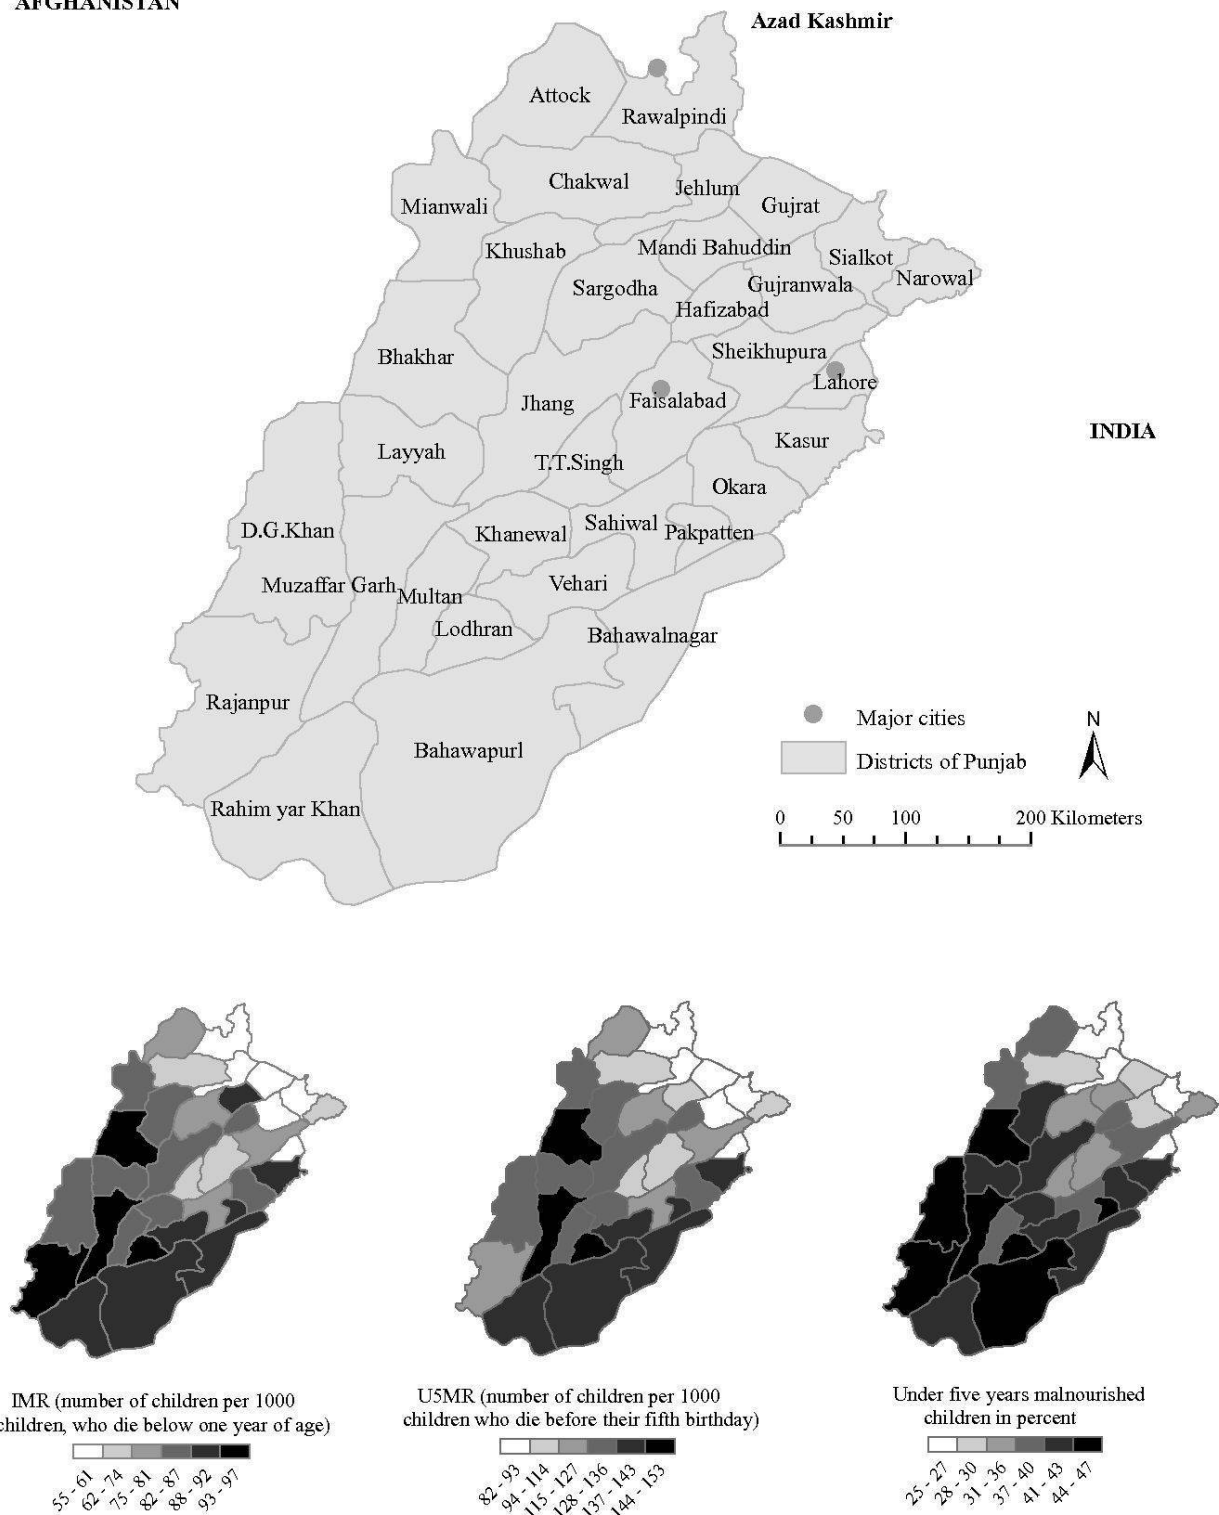 AFGHANISTAN
Azad Kashmir
Attock
Rawalpindi
Chakwal
Jehlum
Mianwali
Gujrat
Khushab
Mandi Bahuddin
Sialkot
Narowal
Sargodha
Gujranwala
Hafizabad
Bhakhar
Sheikhupura
Lahore
Jhang
Faisalabad
INDIA
Kasur
Layyah
T.T.Singh
Okara
D.G.Khan
Khanewal
Sahiwal
Pakpatten
Muzaffar Garh
Multan
Vehari
Lodhran
Bahawalnagar
Rajanpur
Bahawapurl
Rahim yar Khan
Major cities
N
Districts of Punjab
0 50 100 200 Kilometers
IMR (number of children per 1000
children, who die below one year of age)
55 - 61
62 - 74
75 - 81
82 - 87
88 - 92
93 - 97
U5MR (number of children per 1000
children who die before their fifth birthday)
82 - 93
94 - 114
115 - 127
128 - 136
137 - 143
144 - 153
Under five years malnourished
children in percent
25 - 27
28 - 30
31 - 36
37 - 40
41 - 43
44 - 47